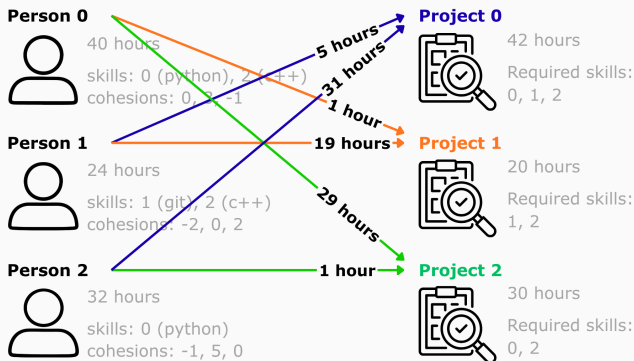 Person 0
40 hours
skills: 0 (python), 2 (c++)
cohesions: 0, 3, -1
Person 1
24 hours
skills: 1 (git), 2 (c++)
cohesions: -2, 0, 2
Person 2
32 hours
skills: 0 (python)
cohesions: -1, 5, 0
5 hours
31 hours
1 hour
19 hours
29 hours
1 hour
Project 0
42 hours
Required skills:
0, 1, 2
Project 1
20 hours
Required skills:
1, 2
Project 2
30 hours
Required skills:
0, 2